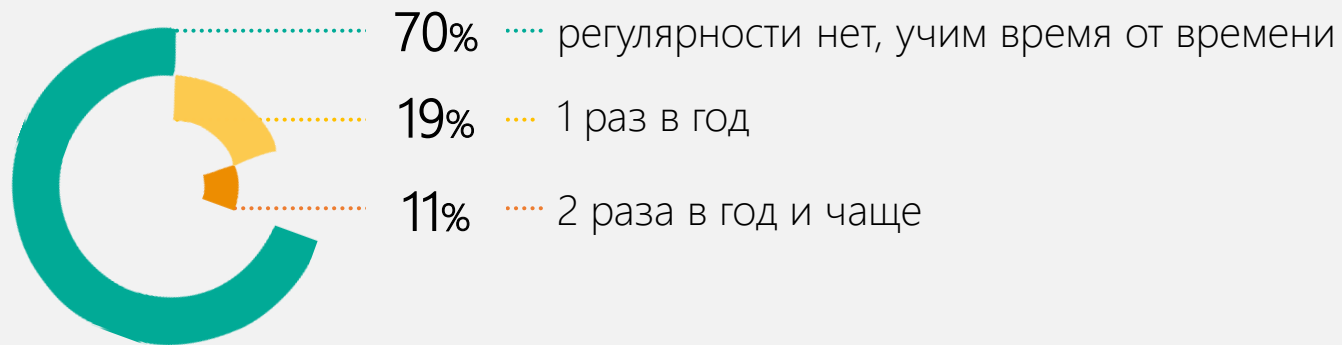 70% регулярности нет, учим время от времени
19% 1 раз в год
11% 2 раза в год и чаще